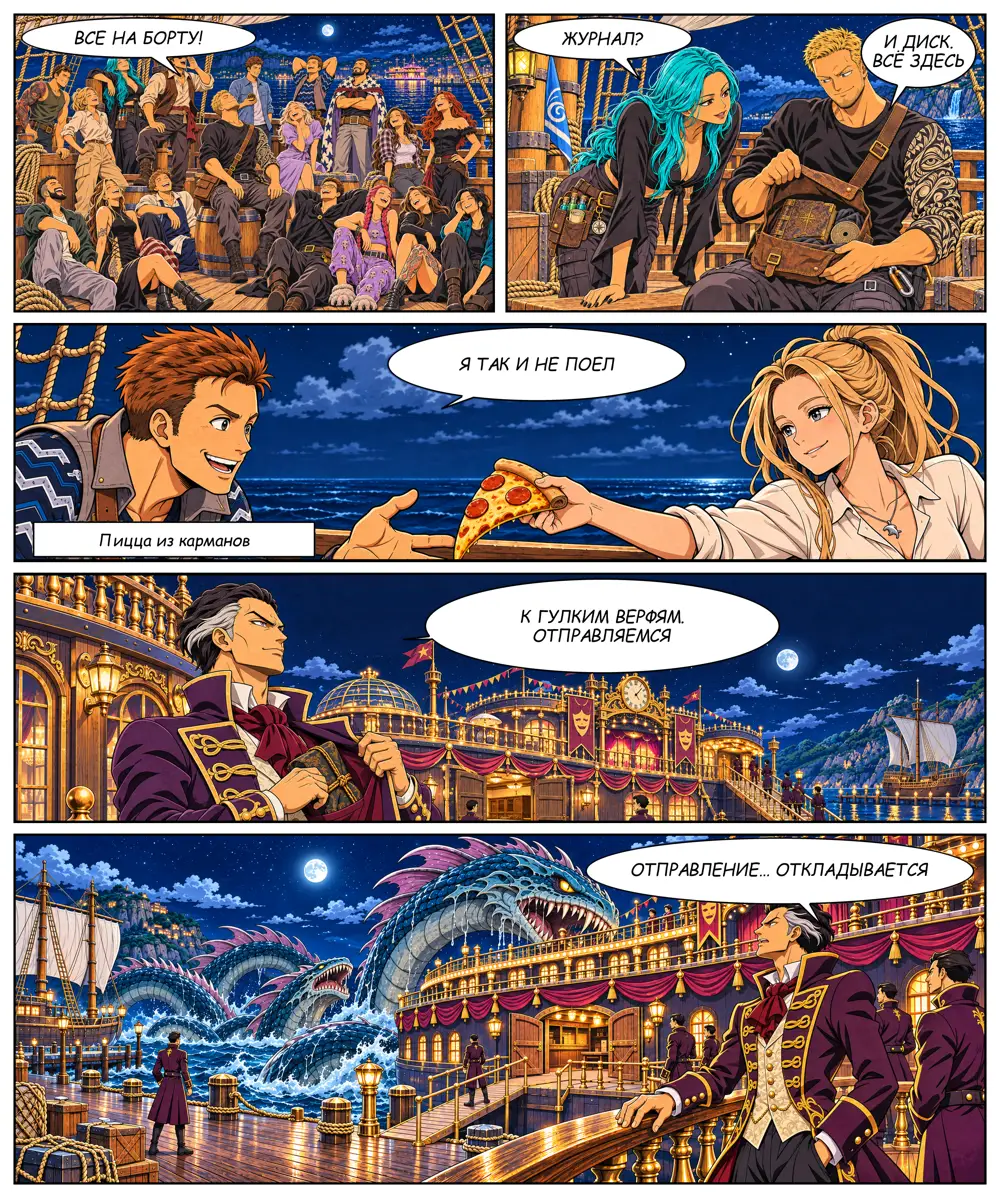 ВСЕ НА БОРТУ!
ЖУРНАЛ?
И ДИСК.
ВСЁ ЗДЕСЬ
Я ТАК И НЕ ПОЕЛ
Пицца из карманов
К ГУЛКИМ ВЕРФЯМ.
ОТПРАВЛЯЕМСЯ
ОТПРАВЛЕНИЕ... ОТКЛАДЫВАЕТСЯ